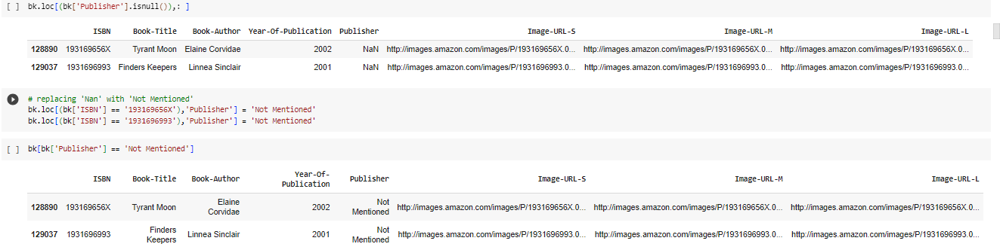 [ ] bk.loc[(bk['Publisher'].isnull()),: ]
ISBN Book-Title Book-Author Year-Of-Publication Publisher Image-URL-S Image-URL-M Image-URL-L
128890 193169656X Tyrant Moon Elaine Corvidae 2002 NaN http://images.amazon.com/images/P/193169656X.0... http://images.amazon.com/images/P/193169656X.0... http://images.amazon.com/images/P/193169656X.0...
129037 1931696993 Finders Keepers Linnea Sinclair 2001 NaN http://images.amazon.com/images/P/1931696993.0... http://images.amazon.com/images/P/1931696993.0... http://images.amazon.com/images/P/1931696993.0...
# replacing 'Nan' with 'Not Mentioned'
bk.loc[(bk['ISBN'] == '193169656X'),'Publisher'] = 'Not Mentioned'
bk.loc[(bk['ISBN'] == '1931696993'),'Publisher'] = 'Not Mentioned'
[ ] bk[bk['Publisher'] == 'Not Mentioned']
ISBN Book-Title Book-Author Year-Of-Publication Publisher Image-URL-S Image-URL-M Image-URL-L
128890 193169656X Tyrant Moon Elaine Corvidae 2002 Not Mentioned http://images.amazon.com/images/P/193169656X.0... http://images.amazon.com/images/P/193169656X.0... http://images.amazon.com/images/P/193169656X.0...
129037 1931696993 Finders Keepers Linnea Sinclair 2001 Not Mentioned http://images.amazon.com/images/P/1931696993.0... http://images.amazon.com/images/P/1931696993.0... http://images.amazon.com/images/P/1931696993.0...